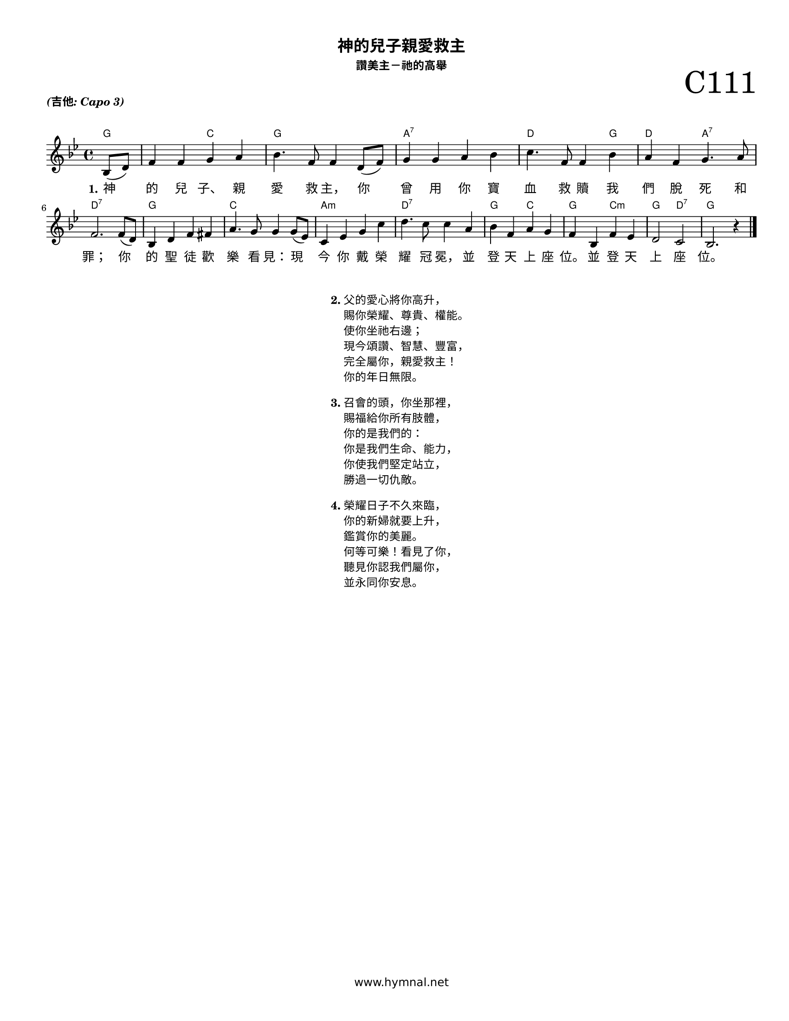 神的兒子親愛救主
讚美主－祂的高舉
C111
(吉他: Capo 3)
G C G A7 D G D A7
1. 神 的 兒 子、 親 愛 救 主， 你 曾 用 你 寶 血 救 贖 我 們 脫 死 和
6
D7 G C Am D7 G C G Cm G D7 G
罪； 你 的 聖 徒 歡 樂 看 見：現 今 你 戴 榮 耀 冠 冕，並 登 天 上 座 位。並 登 天 上 座 位。
2. 父的愛心將你高升，
賜你榮耀、尊貴、權能。
使你坐祂右邊；
現今頌讚、智慧、豐富，
完全屬你，親愛救主！
你的年日無限。
3. 召會的頭，你坐那裡，
賜福給你所有肢體，
你的是我們的：
你是我們生命、能力，
你使我們堅定站立，
勝過一切仇敵。
4. 榮耀日子不久來臨，
你的新婦就要上升，
鑑賞你的美麗。
何等可樂！看見了你，
聽見你認我們屬你，
並永同你安息。
www.hymnal.net